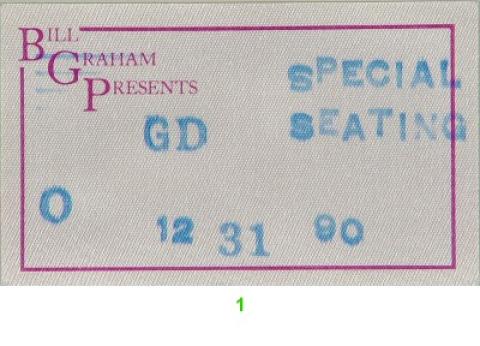 BILL
GRAHAM
PRESENTS
SPECIAL
SEATING
GD
O
12 31 90
1